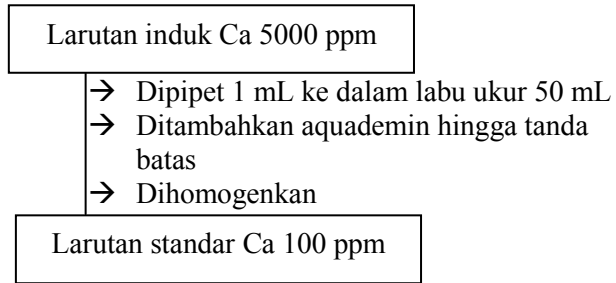 Larutan induk Ca 5000 ppm
→ Dipipet 1 mL ke dalam labu ukur 50 mL
→ Ditambahkan aquademin hingga tanda
batas
→ Dihomogenkan
Larutan standar Ca 100 ppm